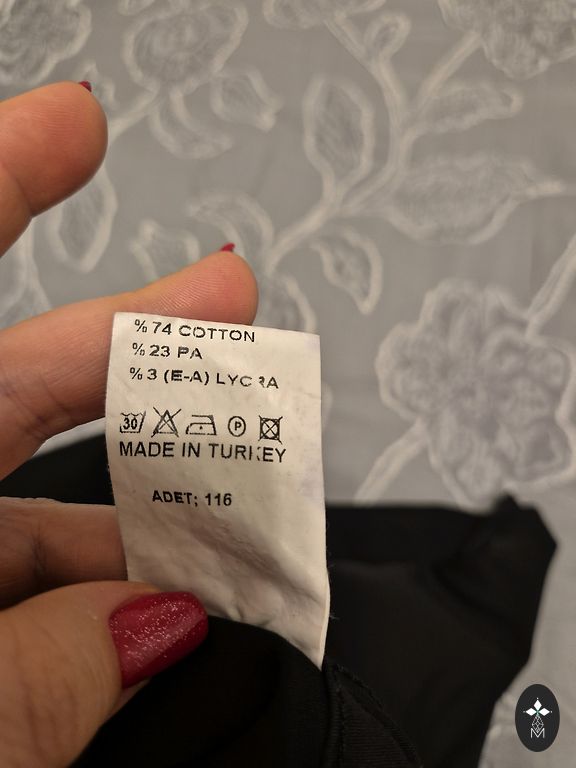 % 74 COTTON
% 23 PA
% 3 (E-A) LYCRA
30 P
MADE IN TURKEY
ADET; 116
M